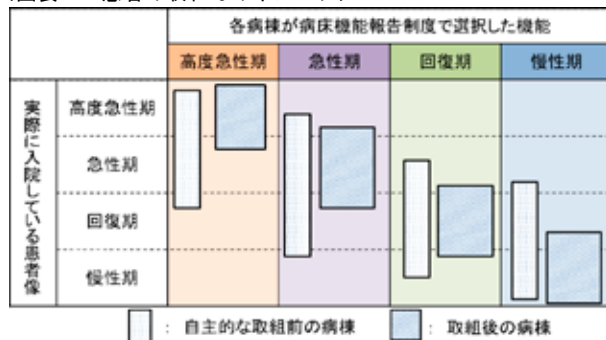 各病棟が病床機能報告制度で選択した機能
高度急性期 急性期 回復期 慢性期
実際に入院している患者像
高度急性期
急性期
回復期
慢性期
： 自主的な取組前の病棟 ： 取組後の病棟